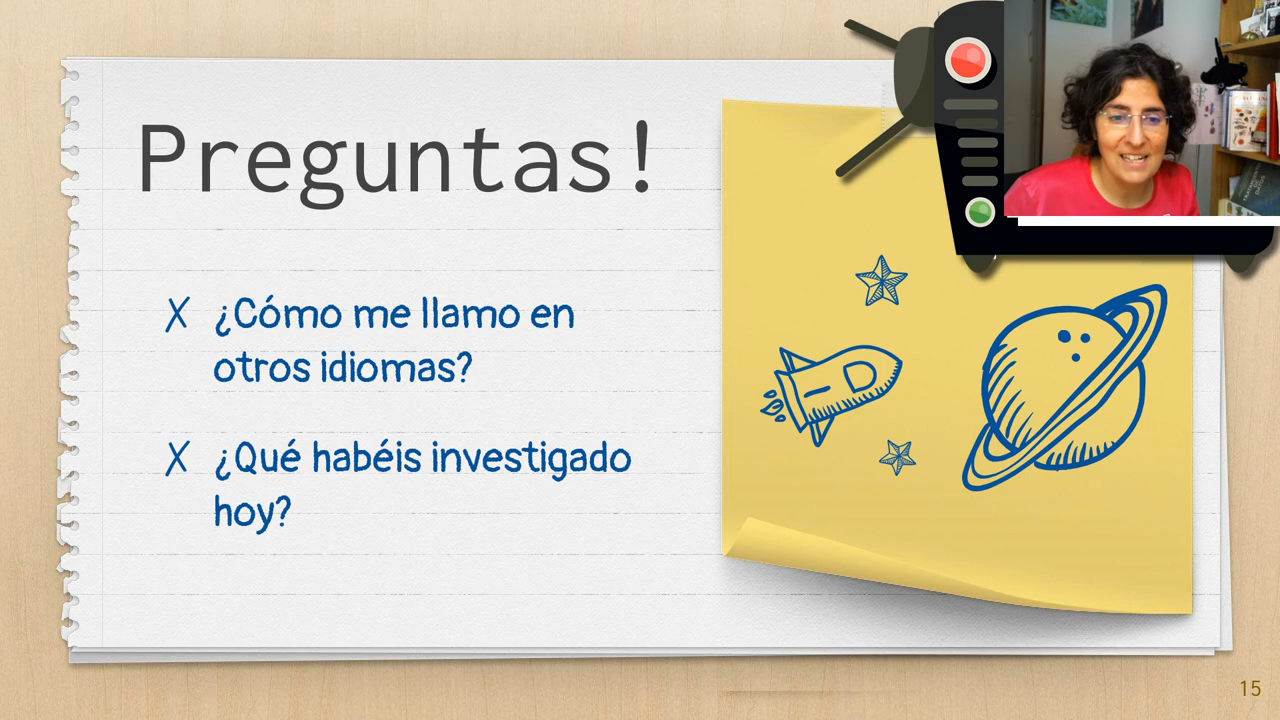 Preguntas!
X ¿Cómo me llamo en
otros idiomas?
X ¿Qué habéis investigado
hoy?
15